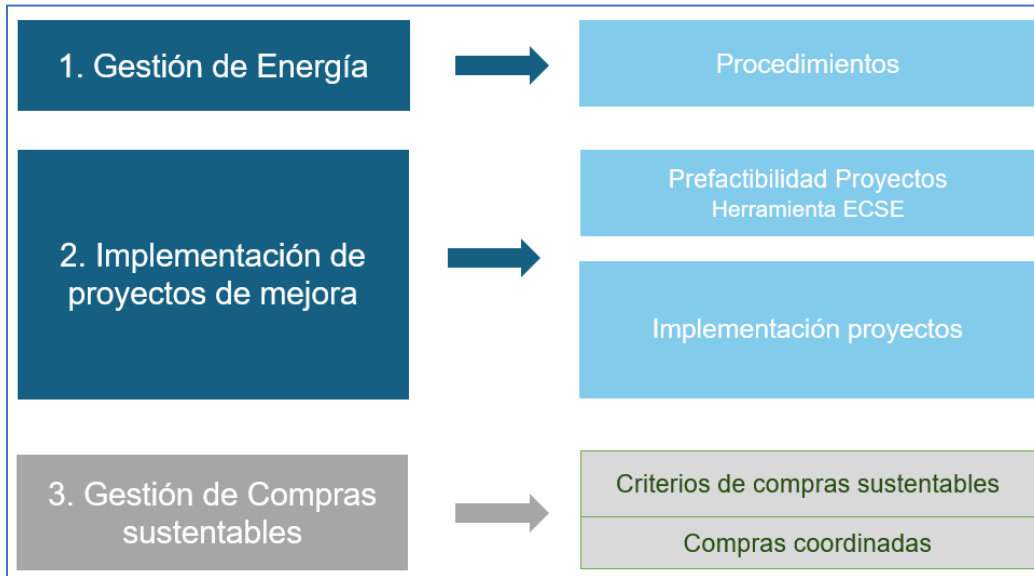 1. Gestión de Energía
Procedimientos
2. Implementación de
proyectos de mejora
Prefactibilidad Proyectos
Herramienta ECSE
Implementación proyectos
3. Gestión de Compras
sustentables
Criterios de compras sustentables
Compras coordinadas